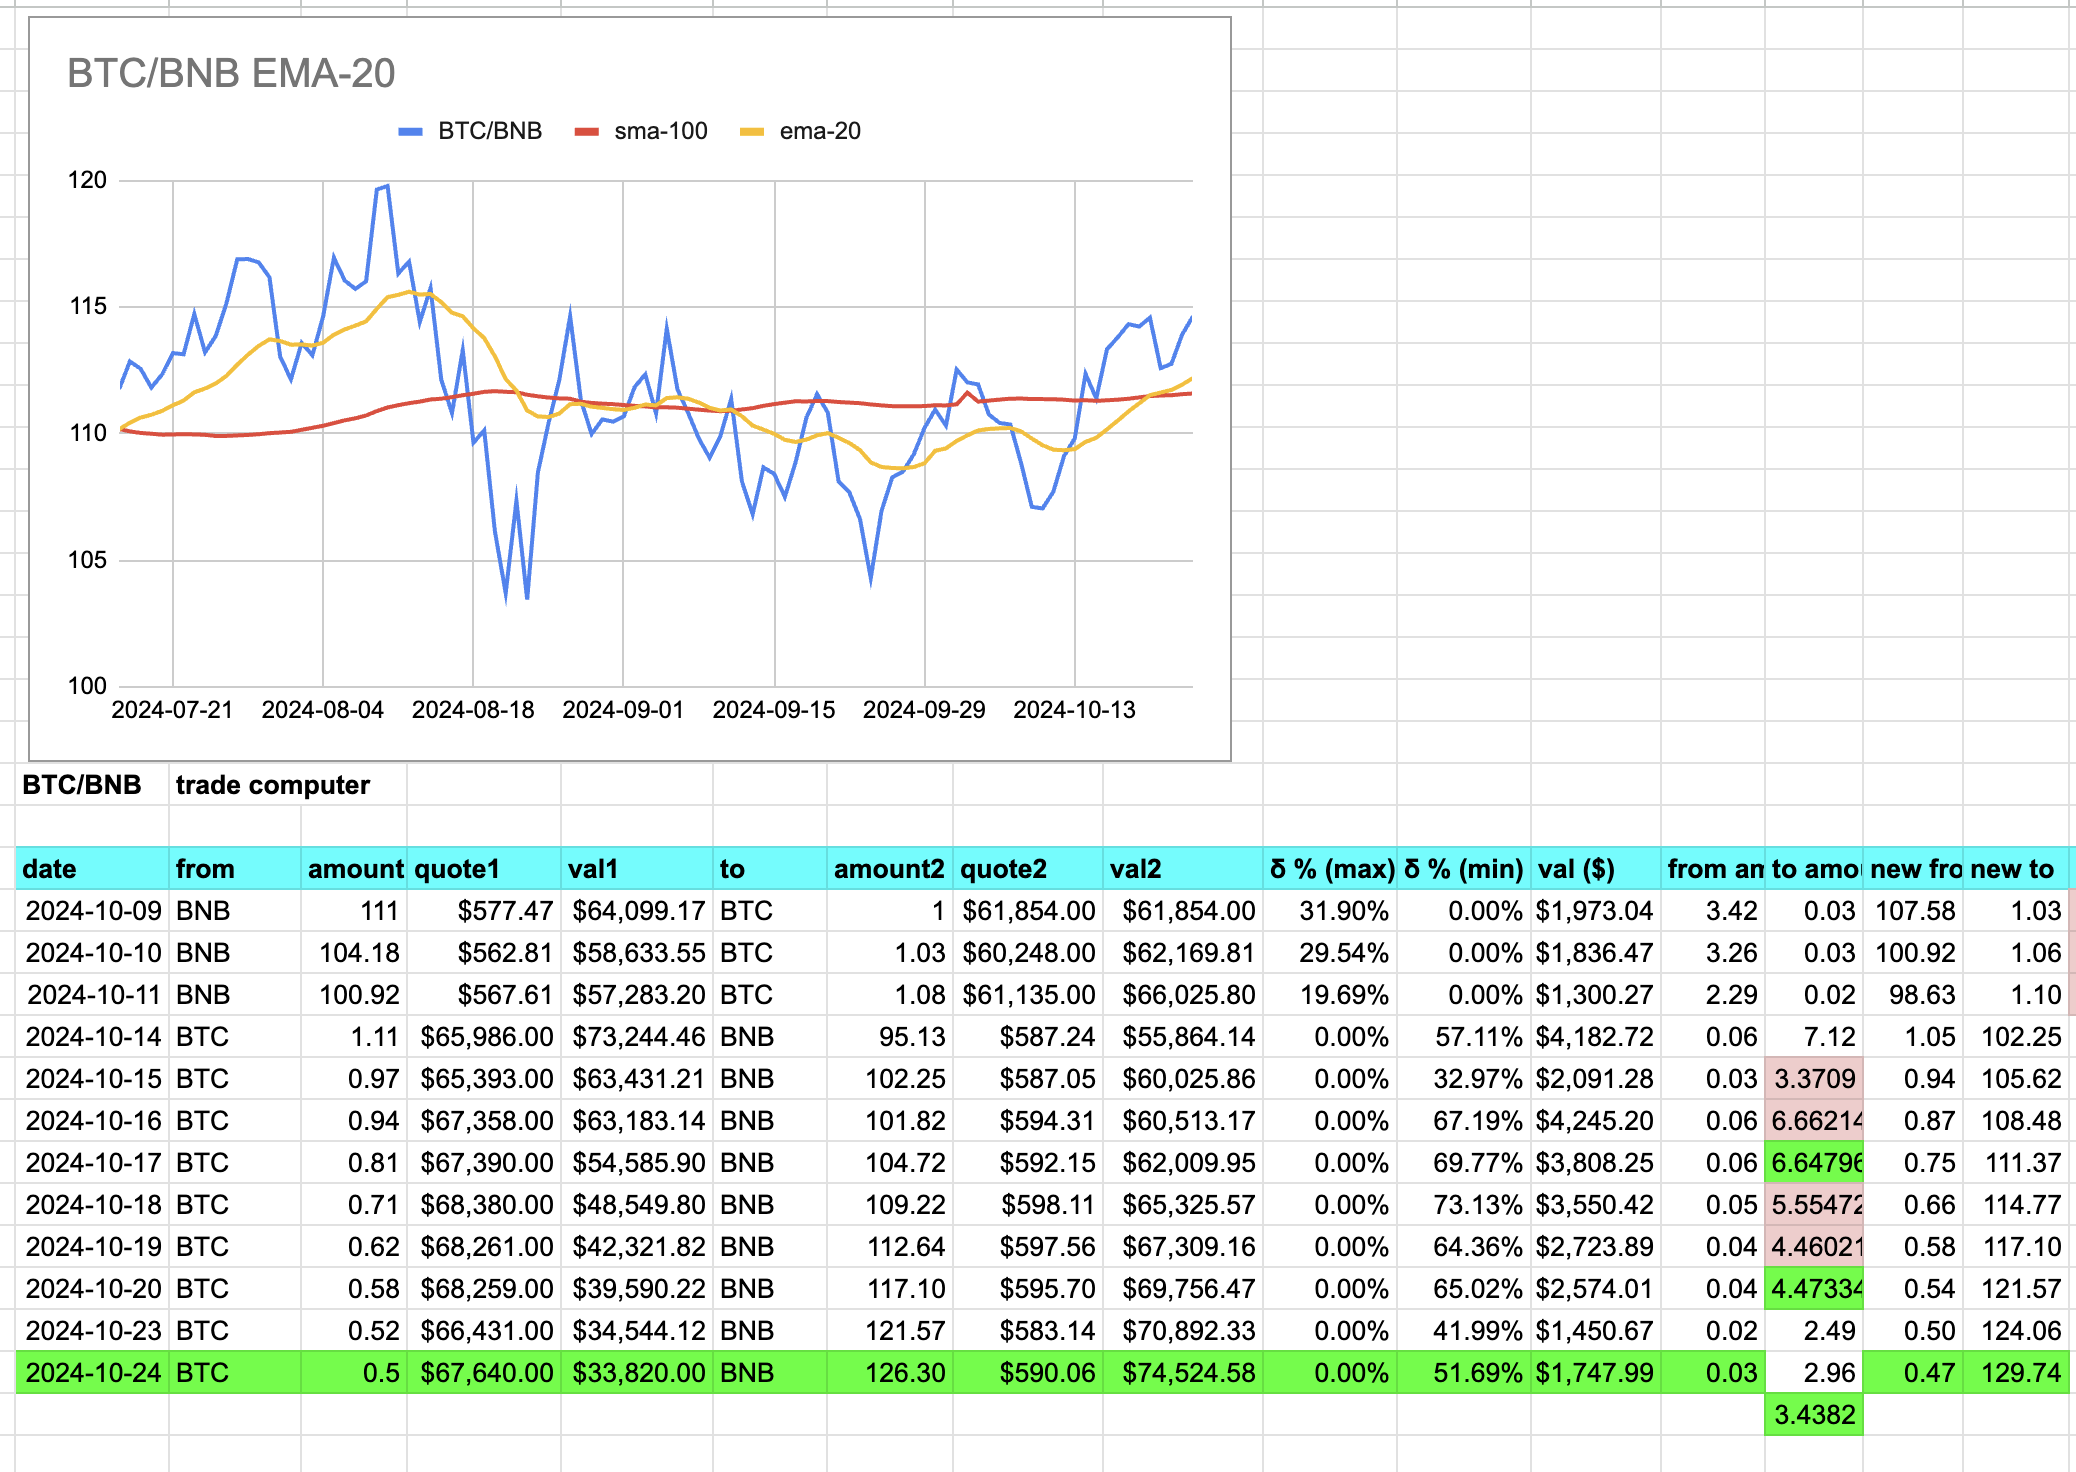 BTC/BNB EMA-20
BTC/BNB sma-100 ema-20
120
115
110
105
100
2024-07-21 2024-08-04 2024-08-18 2024-09-01 2024-09-15 2024-09-29 2024-10-13
BTC/BNB trade computer
date from amount quote1 val1 to amount2 quote2 val2 δ % (max) δ % (min) val ($) from am to amo new fro new to
2024-10-09 BNB 111 $577.47 $64,099.17 BTC 1 $61,854.00 $61,854.00 31.90% 0.00% $1,973.04 3.42 0.03 107.58 1.03
2024-10-10 BNB 104.18 $562.81 $58,633.55 BTC 1.03 $60,248.00 $62,169.81 29.54% 0.00% $1,836.47 3.26 0.03 100.92 1.06
2024-10-11 BNB 100.92 $567.61 $57,283.20 BTC 1.08 $61,135.00 $66,025.80 19.69% 0.00% $1,300.27 2.29 0.02 98.63 1.10
2024-10-14 BTC 1.11 $65,986.00 $73,244.46 BNB 95.13 $587.24 $55,864.14 0.00% 57.11% $4,182.72 0.06 7.12 1.05 102.25
2024-10-15 BTC 0.97 $65,393.00 $63,431.21 BNB 102.25 $587.05 $60,025.86 0.00% 32.97% $2,091.28 0.03 3.3709 0.94 105.62
2024-10-16 BTC 0.94 $67,358.00 $63,183.14 BNB 101.82 $594.31 $60,513.17 0.00% 67.19% $4,245.20 0.06 6.66214 0.87 108.48
2024-10-17 BTC 0.81 $67,390.00 $54,585.90 BNB 104.72 $592.15 $62,009.95 0.00% 69.77% $3,808.25 0.06 6.64796 0.75 111.37
2024-10-18 BTC 0.71 $68,380.00 $48,549.80 BNB 109.22 $598.11 $65,325.57 0.00% 73.13% $3,550.42 0.05 5.55472 0.66 114.77
2024-10-19 BTC 0.62 $68,261.00 $42,321.82 BNB 112.64 $597.56 $67,309.16 0.00% 64.36% $2,723.89 0.04 4.46021 0.58 117.10
2024-10-20 BTC 0.58 $68,259.00 $39,590.22 BNB 117.10 $595.70 $69,756.47 0.00% 65.02% $2,574.01 0.04 4.47334 0.54 121.57
2024-10-23 BTC 0.52 $66,431.00 $34,544.12 BNB 121.57 $583.14 $70,892.33 0.00% 41.99% $1,450.67 0.02 2.49 0.50 124.06
2024-10-24 BTC 0.5 $67,640.00 $33,820.00 BNB 126.30 $590.06 $74,524.58 0.00% 51.69% $1,747.99 0.03 2.96 0.47 129.74
3.4382